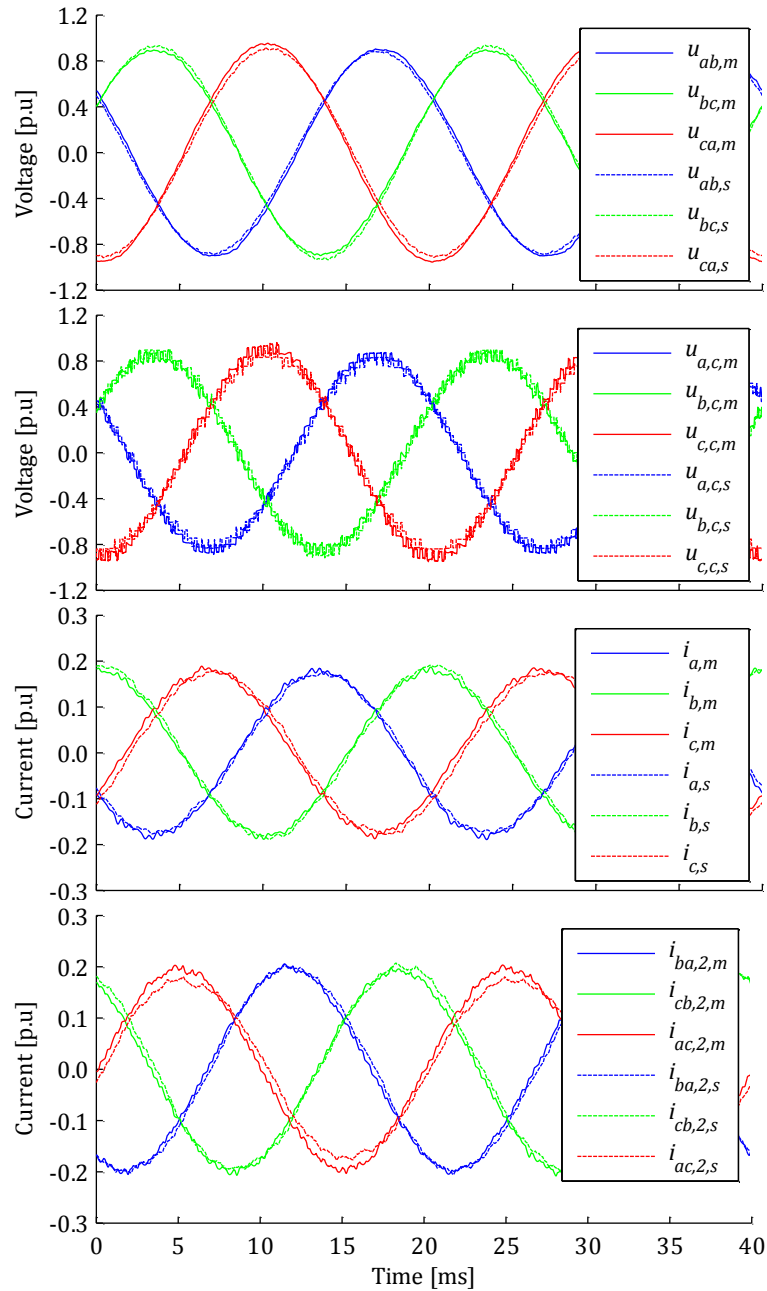 1.2
0.8
0.4
0.0
-0.4
-0.8
-1.2
Voltage [p.u]
u_ab,m
u_bc,m
u_ca,m
u_ab,s
u_bc,s
u_ca,s
1.2
0.8
0.4
0.0
-0.4
-0.8
-1.2
Voltage [p.u]
u_a,c,m
u_b,c,m
u_c,c,m
u_a,c,s
u_b,c,s
u_c,c,s
0.3
0.2
0.1
0.0
-0.1
-0.2
-0.3
Current [p.u]
i_a,m
i_b,m
i_c,m
i_a,s
i_b,s
i_c,s
0.3
0.2
0.1
0.0
-0.1
-0.2
-0.3
Current [p.u]
i_ba,2,m
i_cb,2,m
i_ac,2,m
i_ba,2,s
i_cb,2,s
i_ac,2,s
0 5 10 15 20 25 30 35 40
Time [ms]